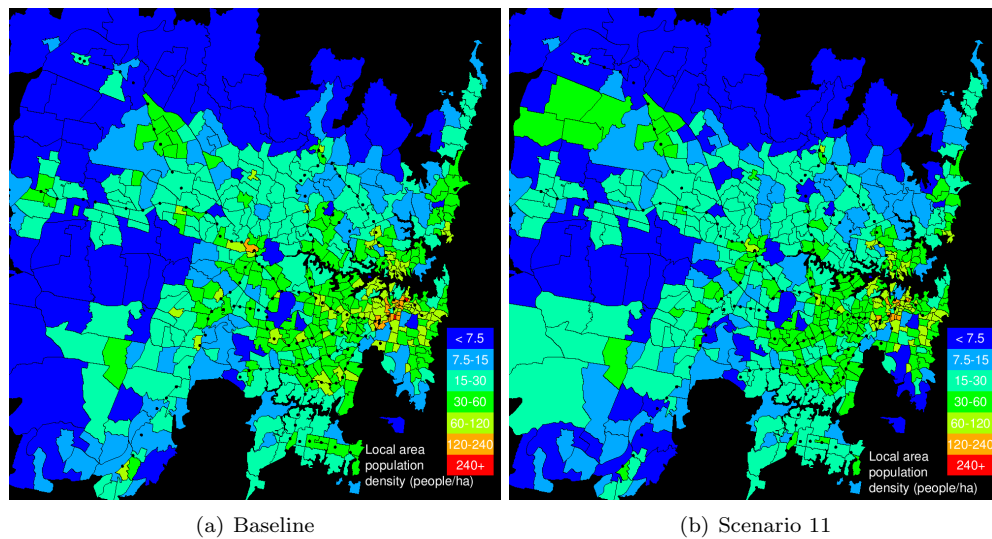 < 7.5
7.5-15
15-30
30-60
60-120
120-240
240+
Local area
population
density (people/ha)
< 7.5
7.5-15
15-30
30-60
60-120
120-240
240+
Local area
population
density (people/ha)
(a) Baseline
(b) Scenario 11